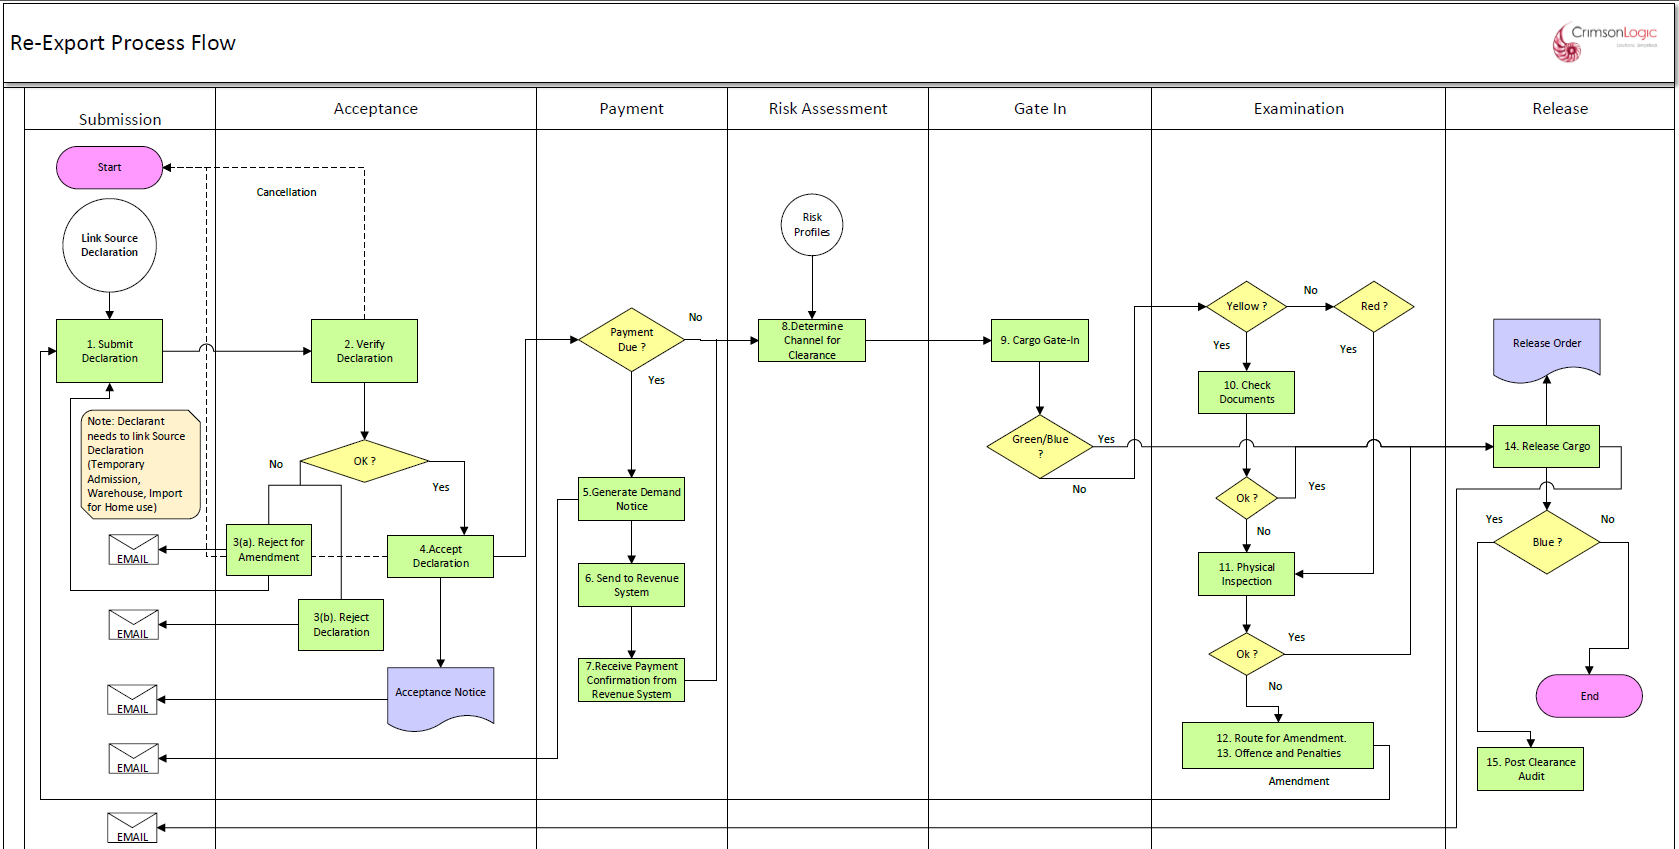 Re-Export Process Flow
CrimsonLogic
Submission
Acceptance
Payment
Risk Assessment
Gate In
Examination
Release
Start
Cancellation
Link Source
Declaration
1. Submit
Declaration
Note: Declarant
needs to link Source
Declaration
(Temporary
Admission,
Warehouse, Import
for Home use)
EMAIL
EMAIL
EMAIL
EMAIL
EMAIL
2. Verify
Declaration
OK ?
No
Yes
3(a). Reject for
Amendment
3(b). Reject
Declaration
4.Accept
Declaration
Acceptance Notice
Payment
Due ?
No
Yes
5.Generate Demand
Notice
6. Send to Revenue
System
7.Receive Payment
Confirmation from
Revenue System
Risk
Profiles
8.Determine
Channel for
Clearance
9. Cargo Gate-In
Green/Blue
?
Yes
No
Yellow ?
No
Red ?
Yes
Yes
10. Check
Documents
Ok ?
Yes
No
11. Physical
Inspection
Ok ?
Yes
No
12. Route for Amendment.
13. Offence and Penalties
Amendment
Release Order
14. Release Cargo
Yes
No
Blue ?
End
15. Post Clearance
Audit